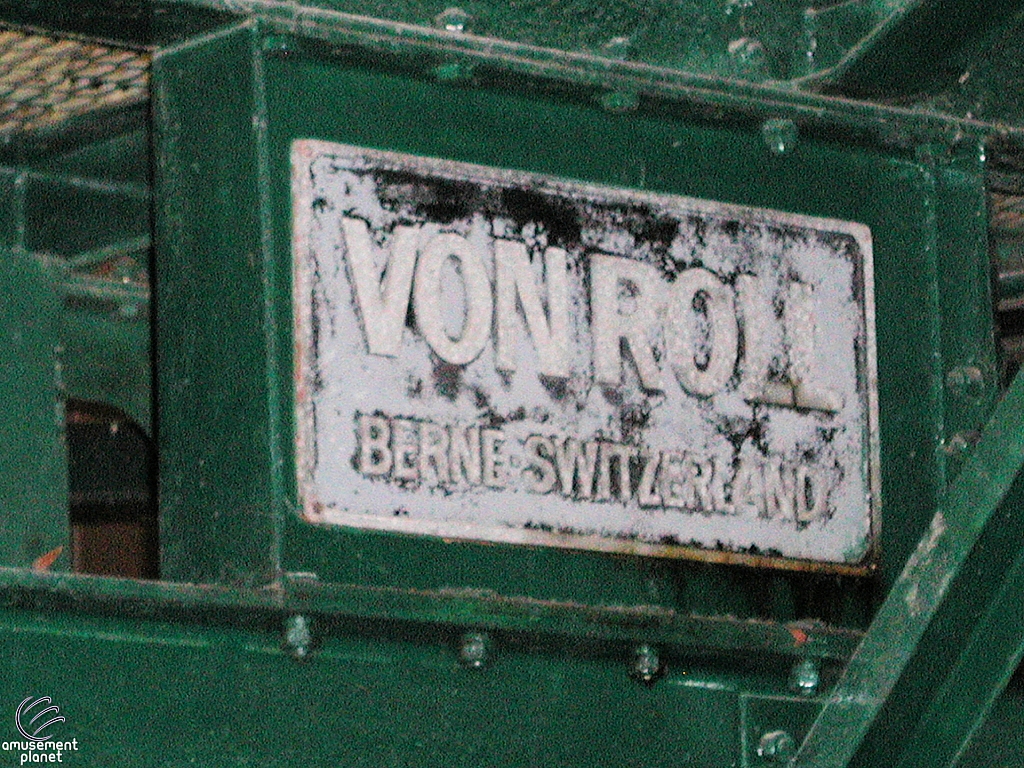 VON ROLL
BERNE-SWITZERLAND
amusement
planet